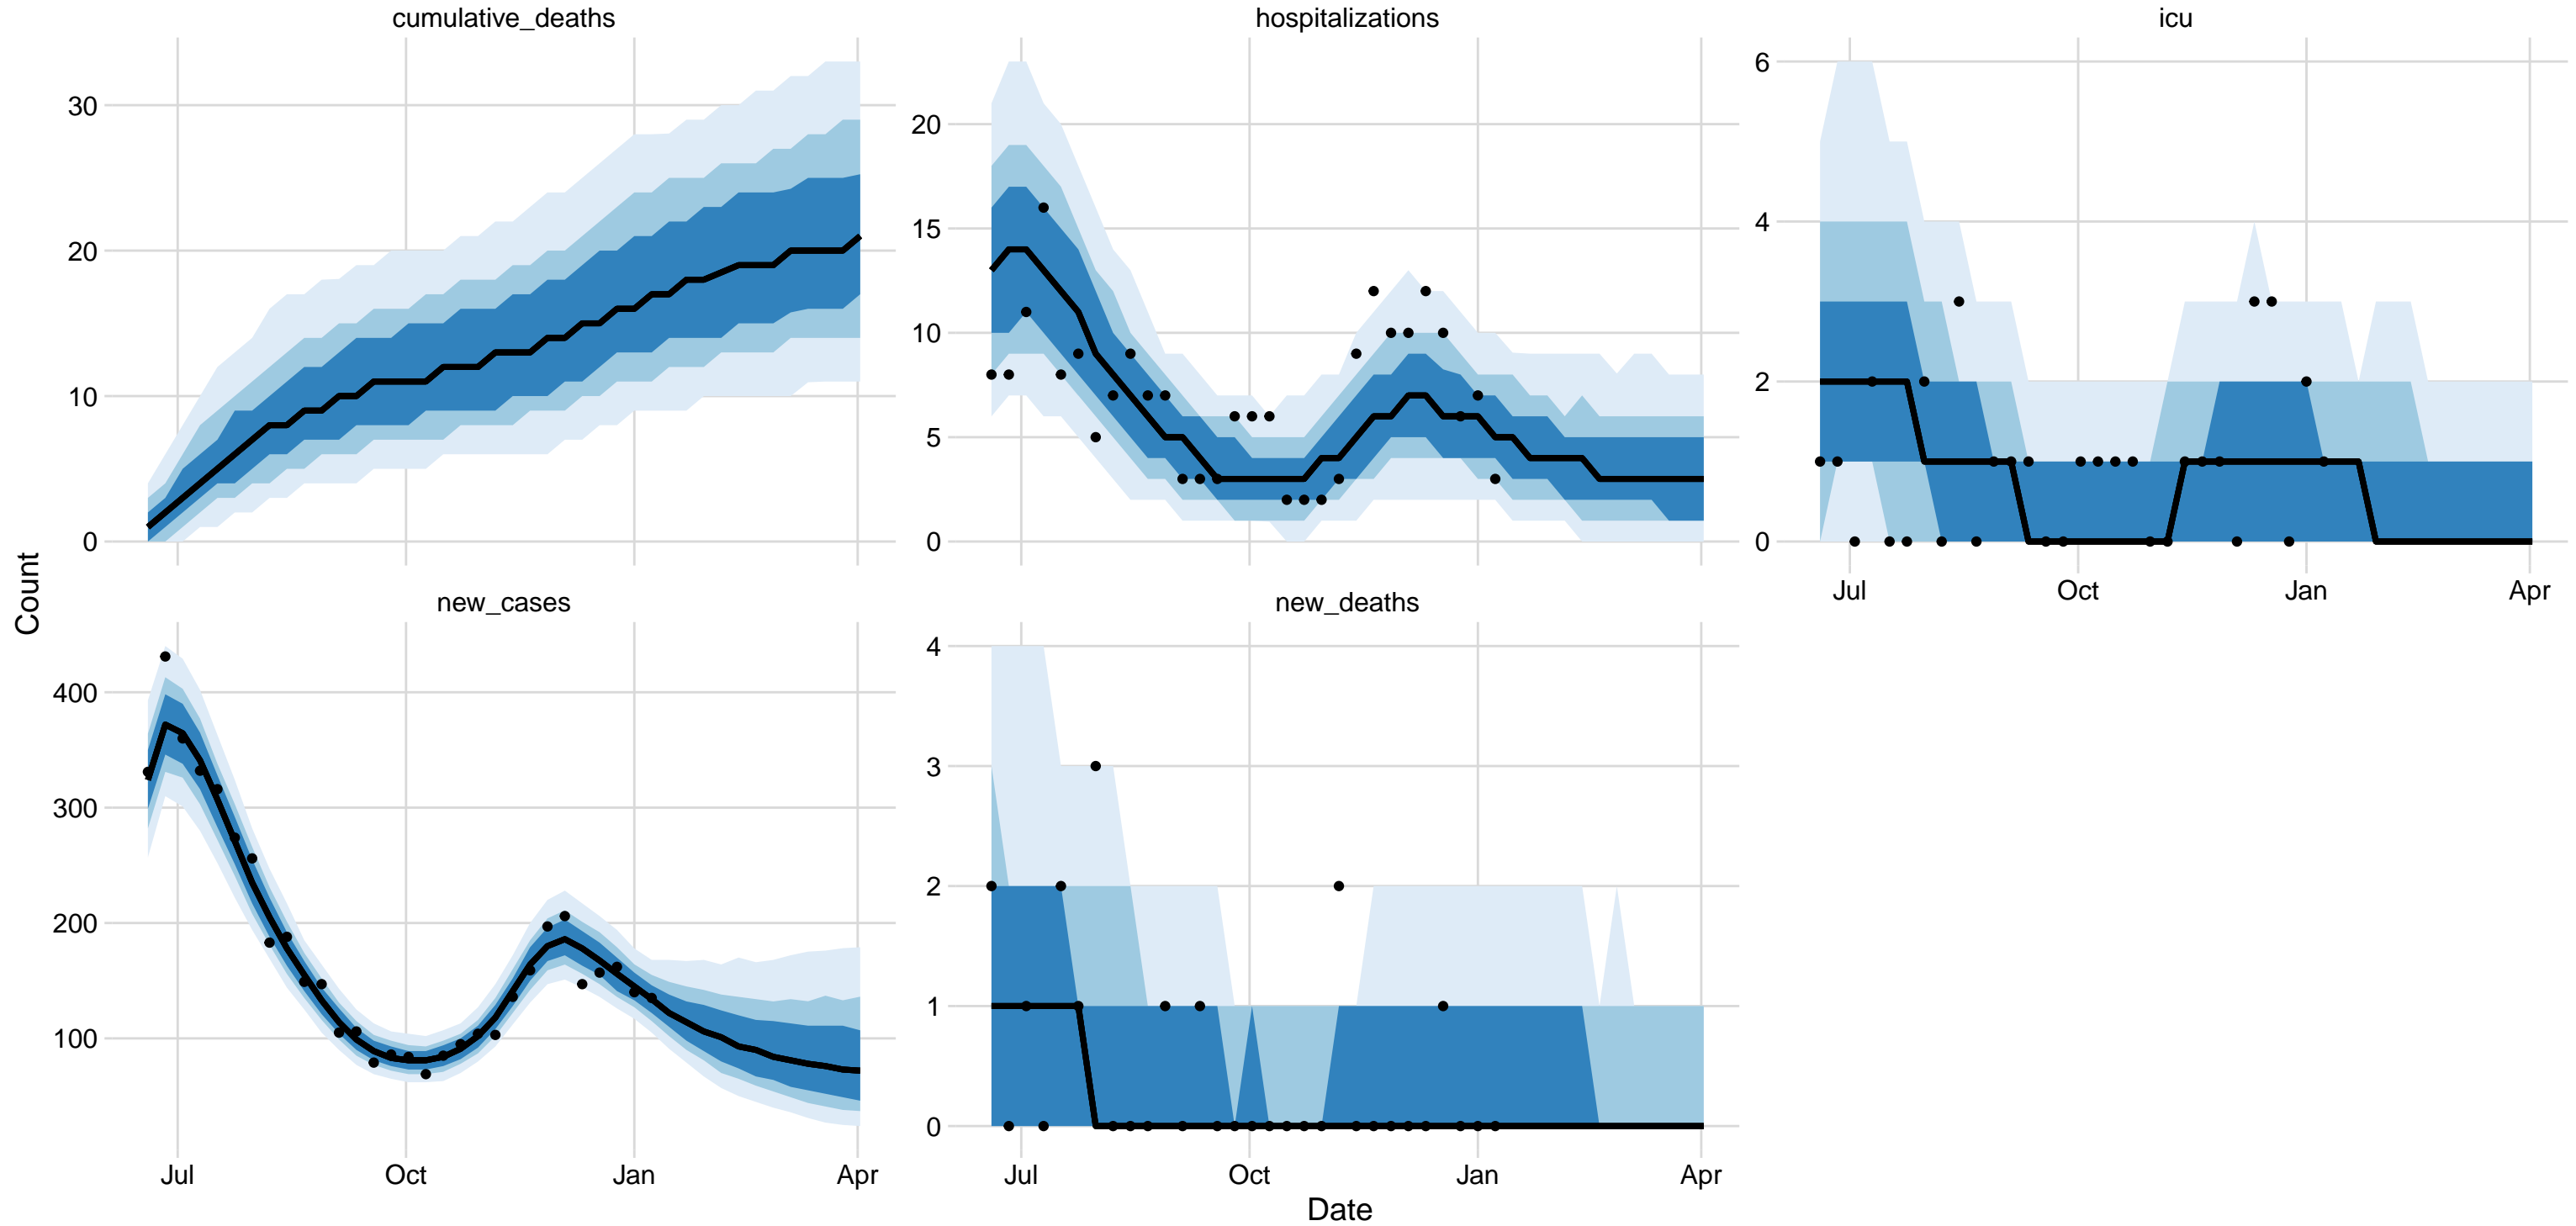 cumulative_deaths
hospitalizations
icu
30
20
10
0
20
15
10
5
0
6
4
2
0
Jul Oct Jan Apr
Count
new_cases
new_deaths
400
300
200
100
4
3
2
1
0
Jul Oct Jan Apr
Jul Oct Jan Apr
Date